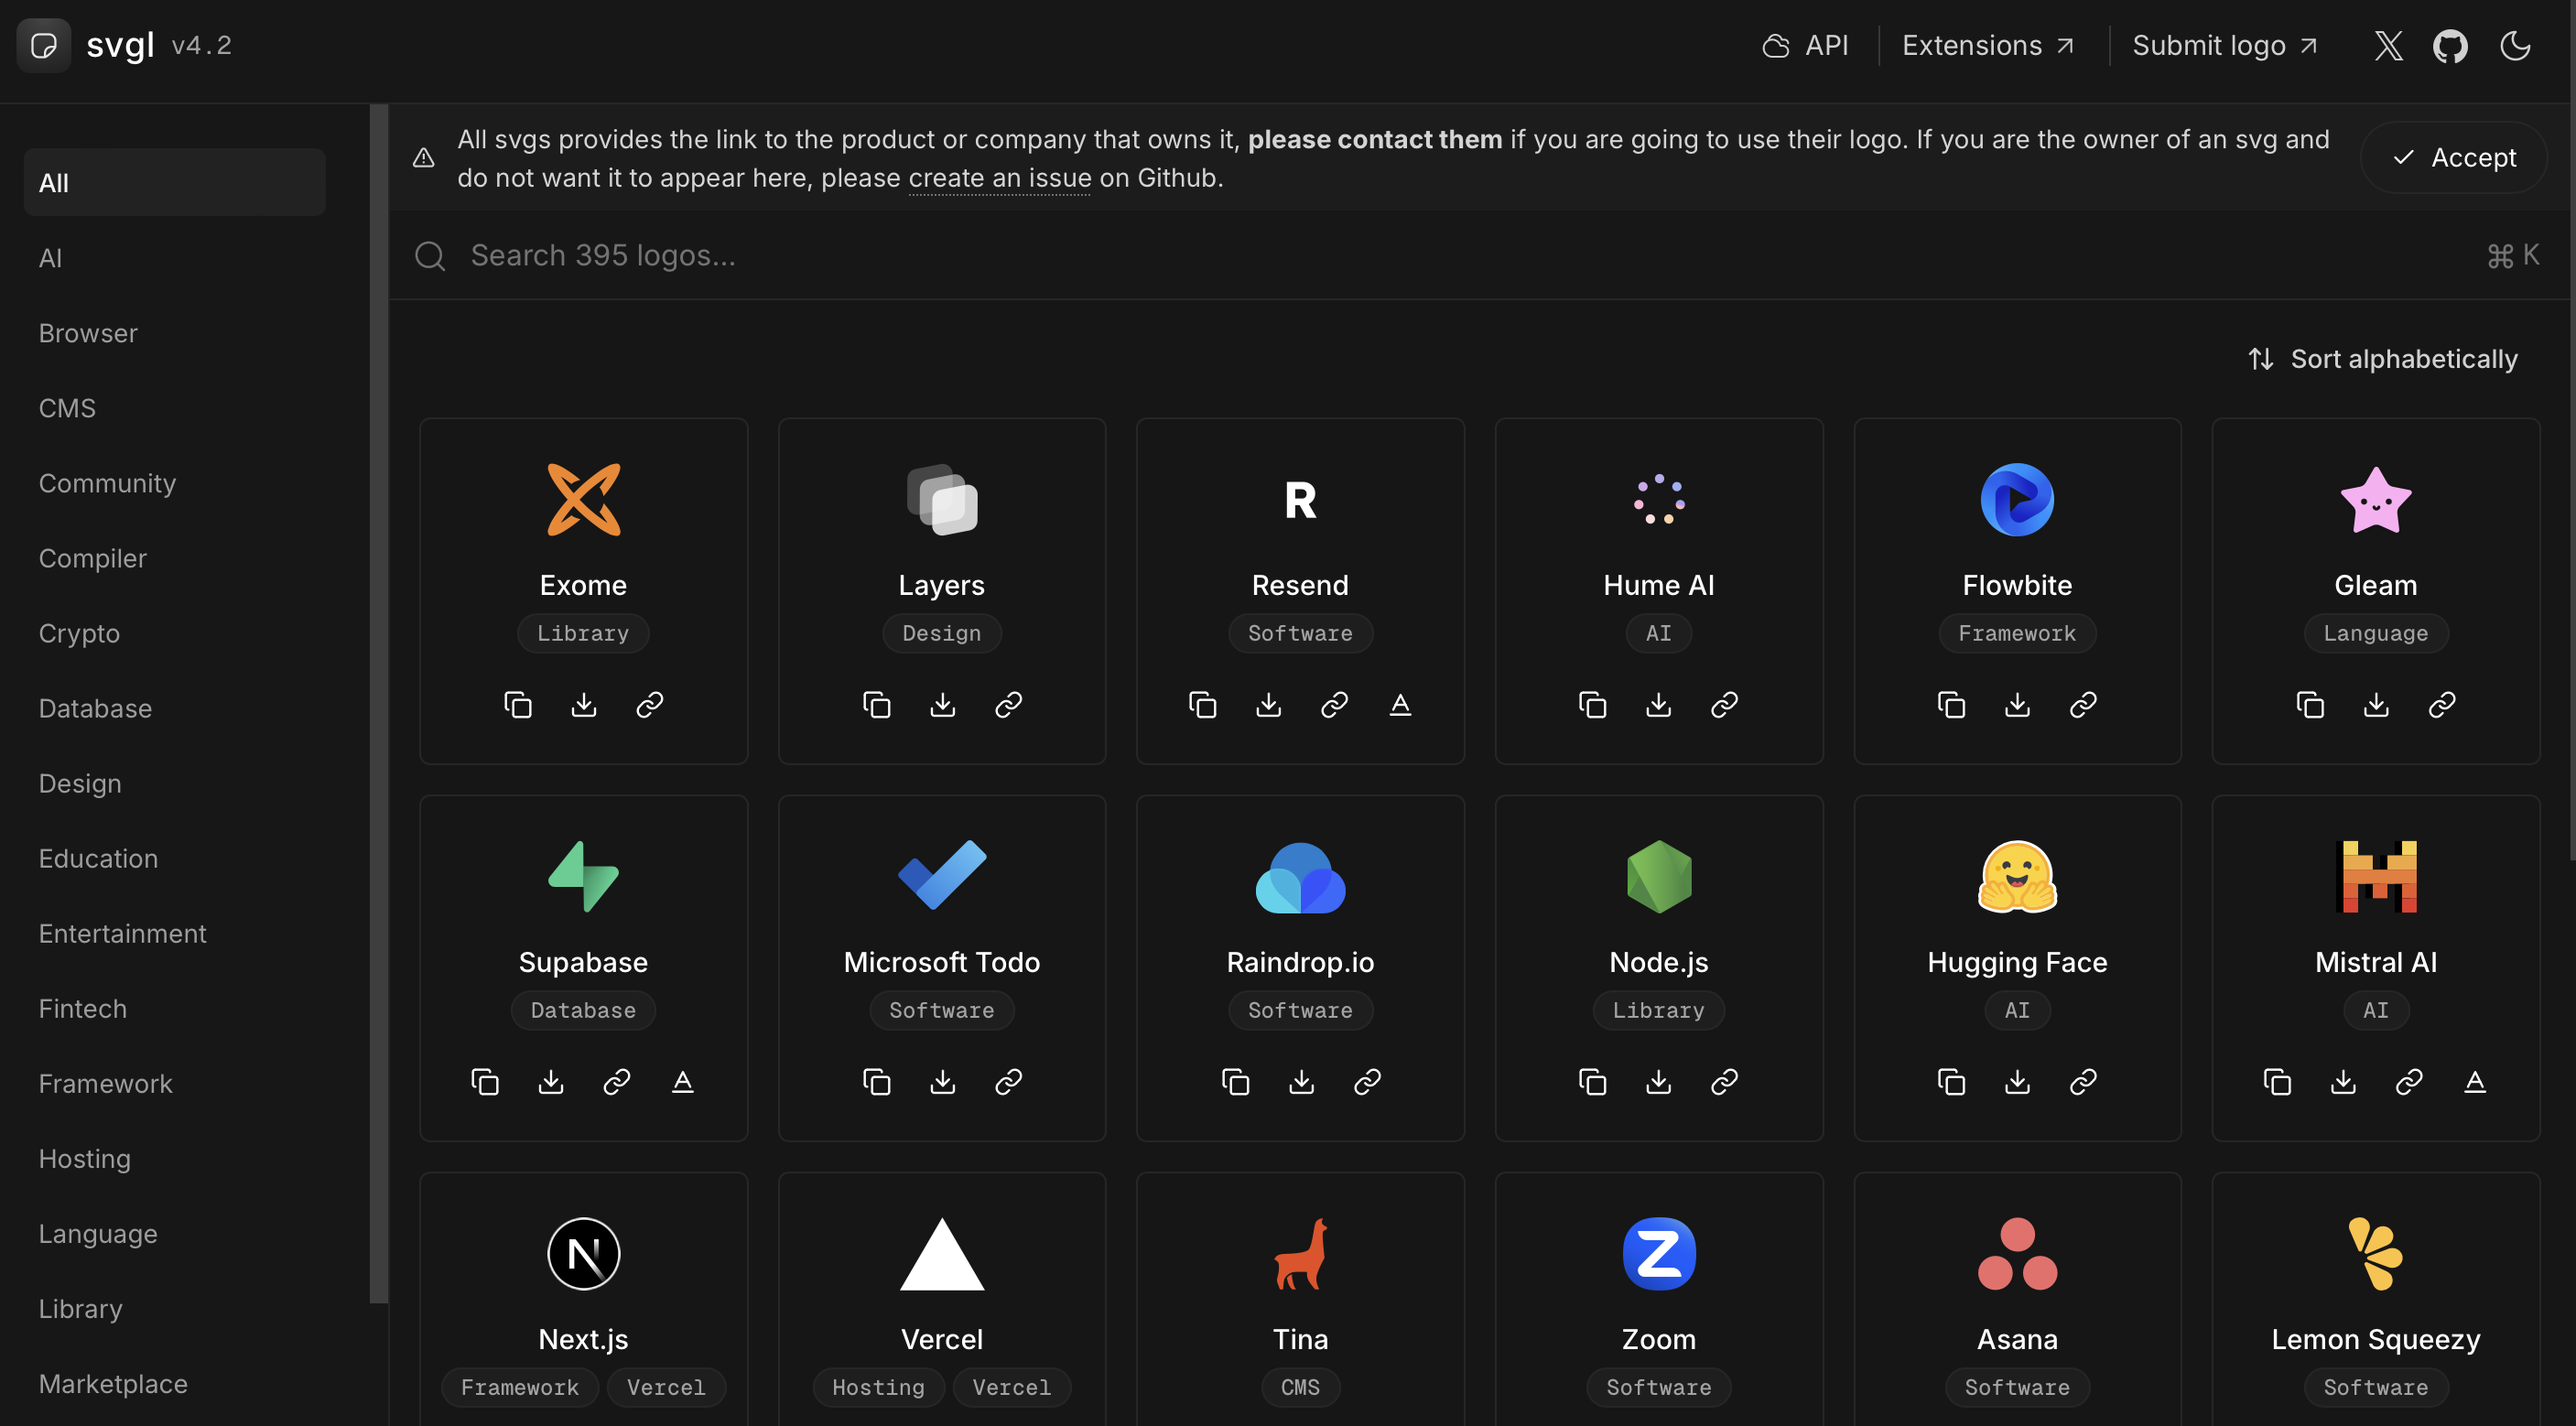 svgl v4.2
API
Extensions
Submit logo
All
AI
Browser
CMS
Community
Compiler
Crypto
Database
Design
Education
Entertainment
Fintech
Framework
Hosting
Language
Library
Marketplace
All svgs provides the link to the product or company that owns it, please contact them if you are going to use their logo. If you are the owner of an svg and
do not want it to appear here, please create an issue on Github.
Accept
Search 395 logos...
⌘ K
Sort alphabetically
Exome
Library
Layers
Design
R
Resend
Software
Hume AI
AI
Flowbite
Framework
Gleam
Language
Supabase
Database
Microsoft Todo
Software
Raindrop.io
Software
Node.js
Library
Hugging Face
AI
Mistral AI
AI
N
Next.js
Framework Vercel
Vercel
Hosting Vercel
Tina
CMS
Z
Zoom
Software
Asana
Software
Lemon Squeezy
Software